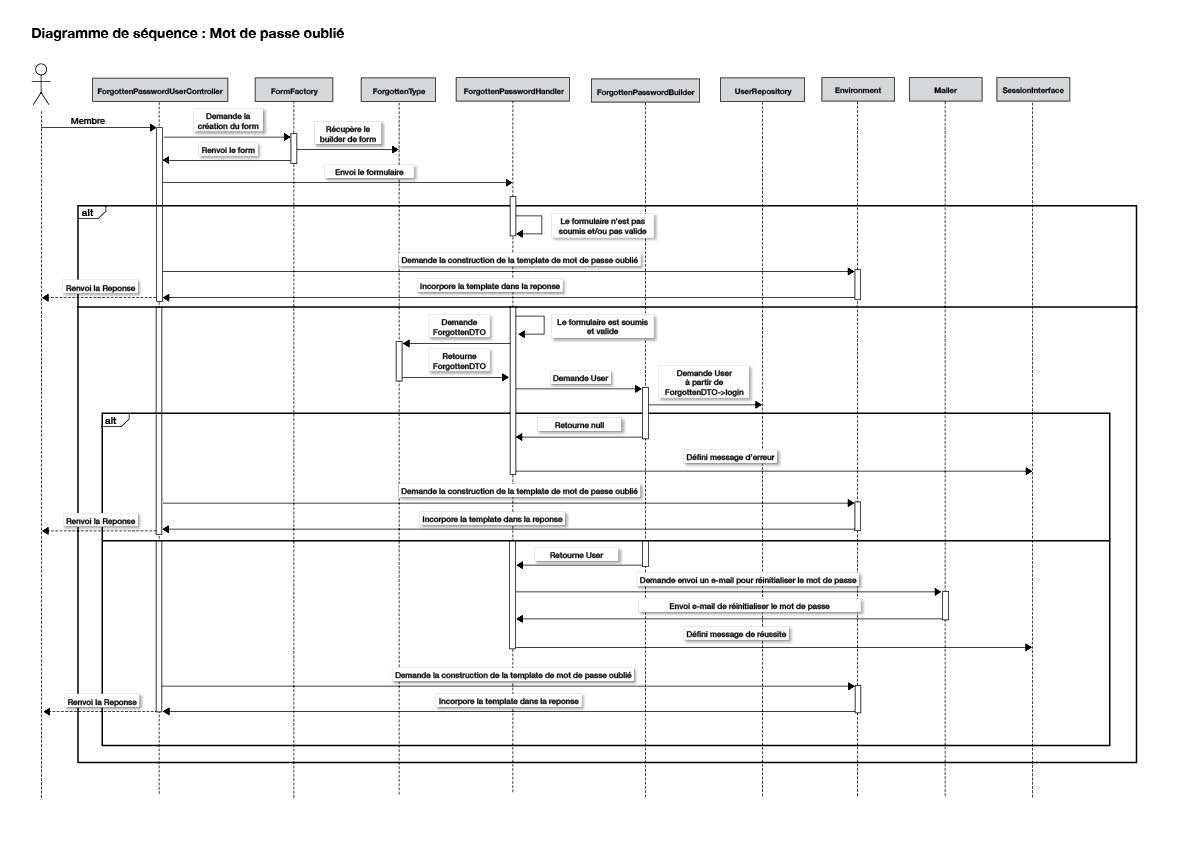 Diagramme de séquence : Mot de passe oublié
ForgottenPasswordUserController
FormFactory
ForgottenType
ForgottenPasswordHandler
ForgottenPasswordBuilder
UserRepository
Environment
Mailer
SessionInterface
Membre
Demande la
création du form
Récupère le
builder de form
Renvoi le form
Envoi le formulaire
alt
Le formulaire n'est pas
soumis et/ou pas valide
Demande la construction de la template de mot de passe oublié
Renvoi la Reponse
Incorpore la template dans la reponse
Demande
ForgottenDTO
Le formulaire est soumis
et valide
Retourne
ForgottenDTO
Demande User
Demande User
à partir de
ForgottenDTO->login
alt
Retourne null
Défini message d'erreur
Demande la construction de la template de mot de passe oublié
Renvoi la Reponse
Incorpore la template dans la reponse
Retourne User
Demande envoi un e-mail pour réinitialiser le mot de passe
Envoi e-mail de réinitialiser le mot de passe
Défini message de réussite
Demande la construction de la template de mot de passe oublié
Renvoi la Reponse
Incorpore la template dans la reponse